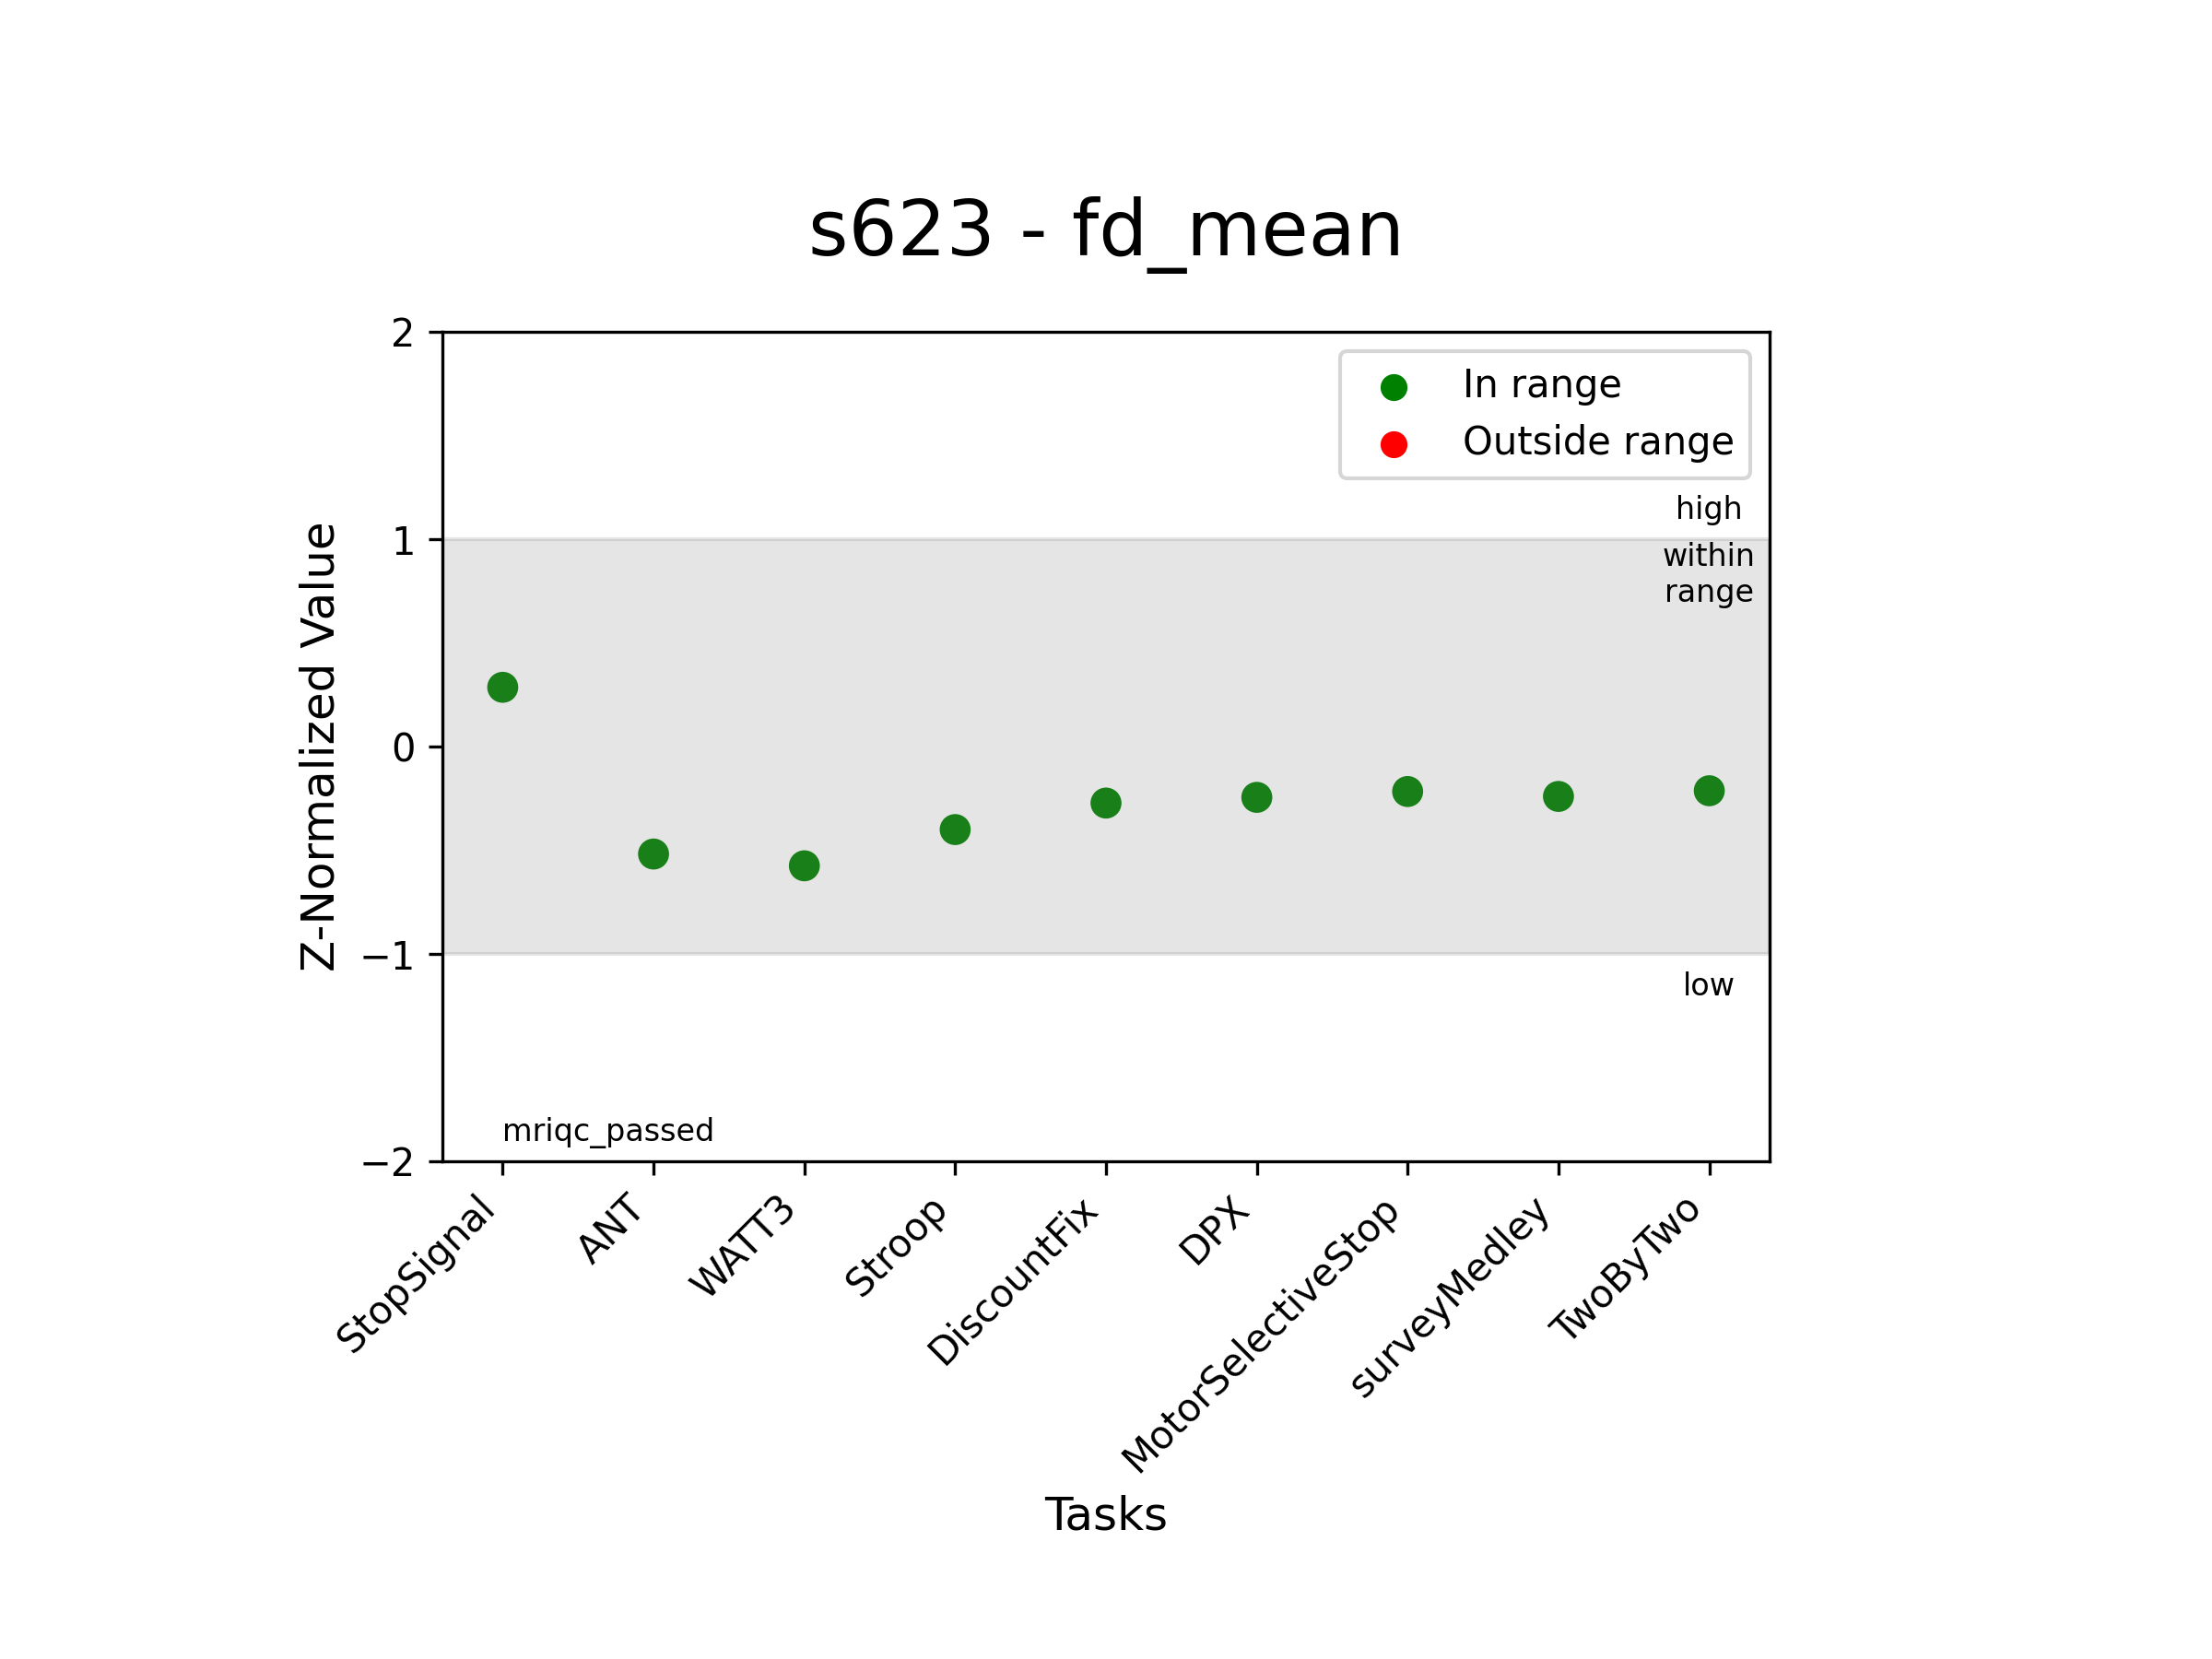 s623 - fd_mean
2
In range
Outside range
high
1
within
range
Z-Normalized Value
0
−1
low
mriqc_passed
−2
StopSignal
ANT
WATT3
Stroop
DiscountFix
DPX
MotorSelectiveStop
surveyMedley
TwoByTwo
Tasks